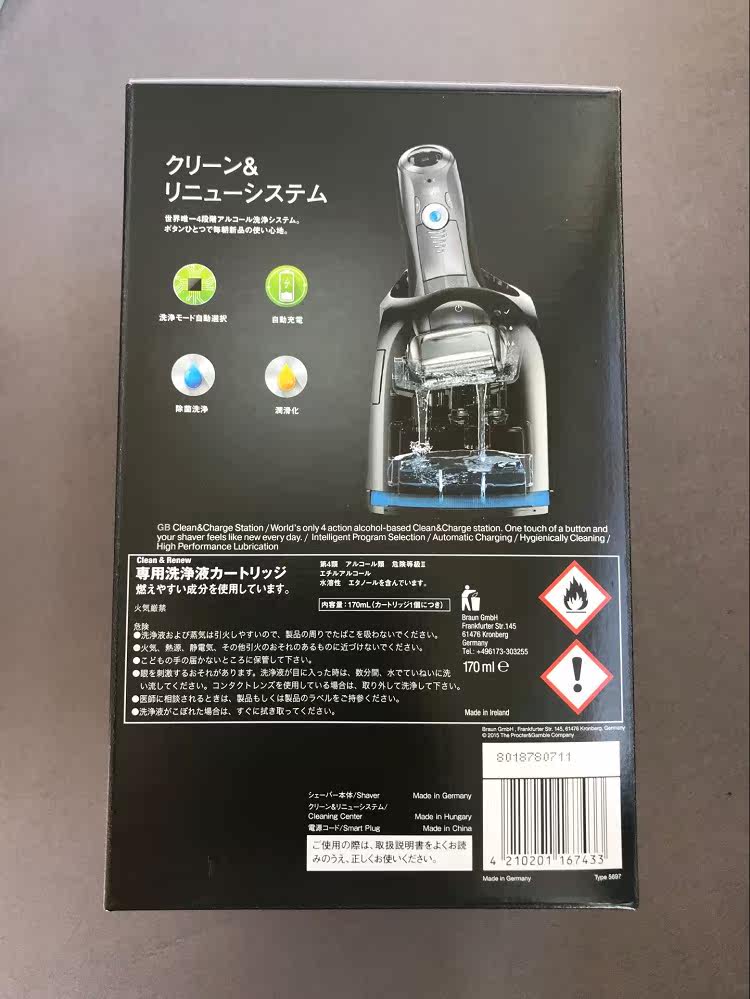 クリーン&
リニューシステム
世界唯一4段階アルコール洗浄システム。
ボタンひとつで毎朝新品の使い心地。
洗浄モード自動選択
自動充電
除菌洗浄
潤滑化
GB Clean&Charge Station / World's only 4 action alcohol-based Clean&Charge station. One touch of a button and
your shaver feels like new every day. / Intelligent Program Selection / Automatic Charging / Hygienically Cleaning /
High Performance Lubrication
Clean & Renew
専用洗浄液カートリッジ
燃えやすい成分を使用しています。
火気厳禁
第4類 アルコール類 危険等級II
エチルアルコール
水溶性 エタノールを含んでいます。
内容量:170mL(カートリッジ1個につき)
危険
●洗浄液および蒸気は引火しやすいので、製品の周りでたばこを吸わないでください。
●火気、熱源、静電気、その他引火のおそれのあるものに近づけないでください。
●こどもの手の届かないところに保管して下さい。
●眼を刺激するおそれがあります。洗浄液が目に入った時は、数分間、水でていねいに洗
い流してください。コンタクトレンズを使用している場合は、取り外して洗浄して下さい。
●医師に相談されるときは、製品もしくは製品のラベルをご持参ください。
●洗浄液がこぼれた場合は、すぐに拭き取ってください。
Braun GmbH
Frankfurter Str.145
61476 Kronberg
Germany
Tel.: +496173-303255
170 ml ℮
Made in Ireland
Braun GmbH, Frankfurter Str. 145, 61476 Kronberg, Germany
© 2015 The Procter&Gamble Company
8018780711
シェーバー本体/Shaver Made in Germany
クリーン&リニューシステム/
Cleaning Center Made in Hungary
電源コード/Smart Plug Made in China
ご使用の際は、取扱説明書をよくお読
みのうえ、正しくお使いください。
4 210201 167433
Made in Germany Type 5697